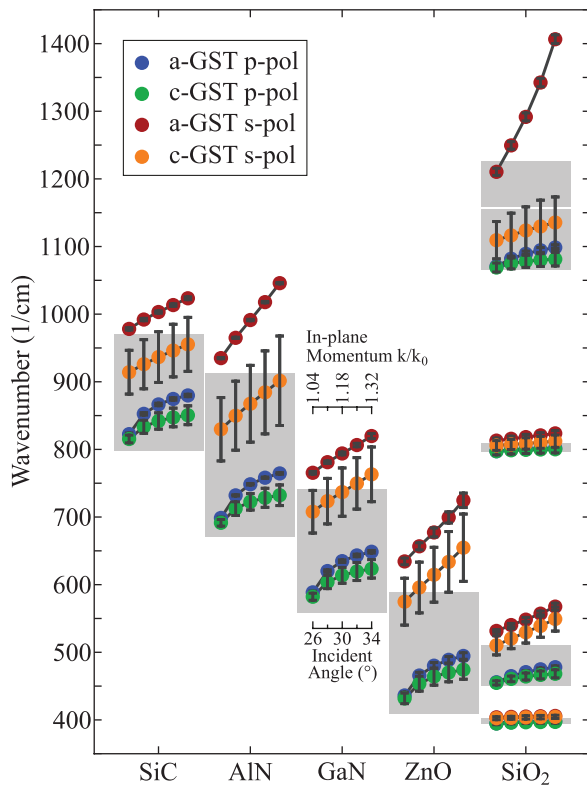 1400
1300
1200
1100
1000
900
800
700
600
500
400
Wavenumber (1/cm)
a-GST p-pol
c-GST p-pol
a-GST s-pol
c-GST s-pol
In-plane
Momentum k/k₀
1.04
1.18
1.32
26 30 34
Incident
Angle (°)
SiC AlN GaN ZnO SiO₂